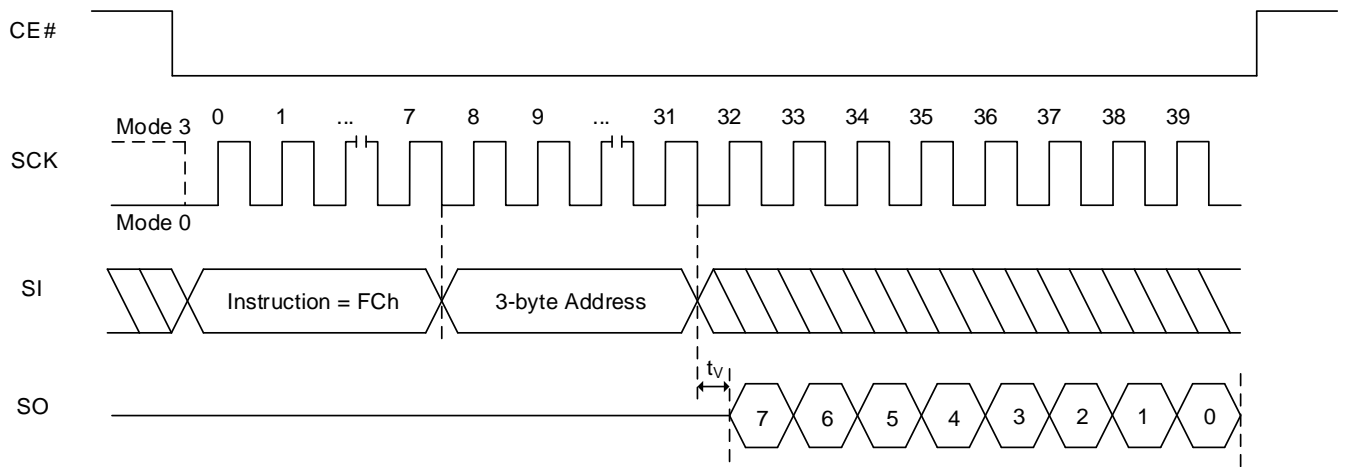 CE#
Mode 3 0 1 ... 7 8 9 ... 31 32 33 34 35 36 37 38 39
SCK
Mode 0
SI Instruction = FCh 3-byte Address
tV
SO 7 6 5 4 3 2 1 0